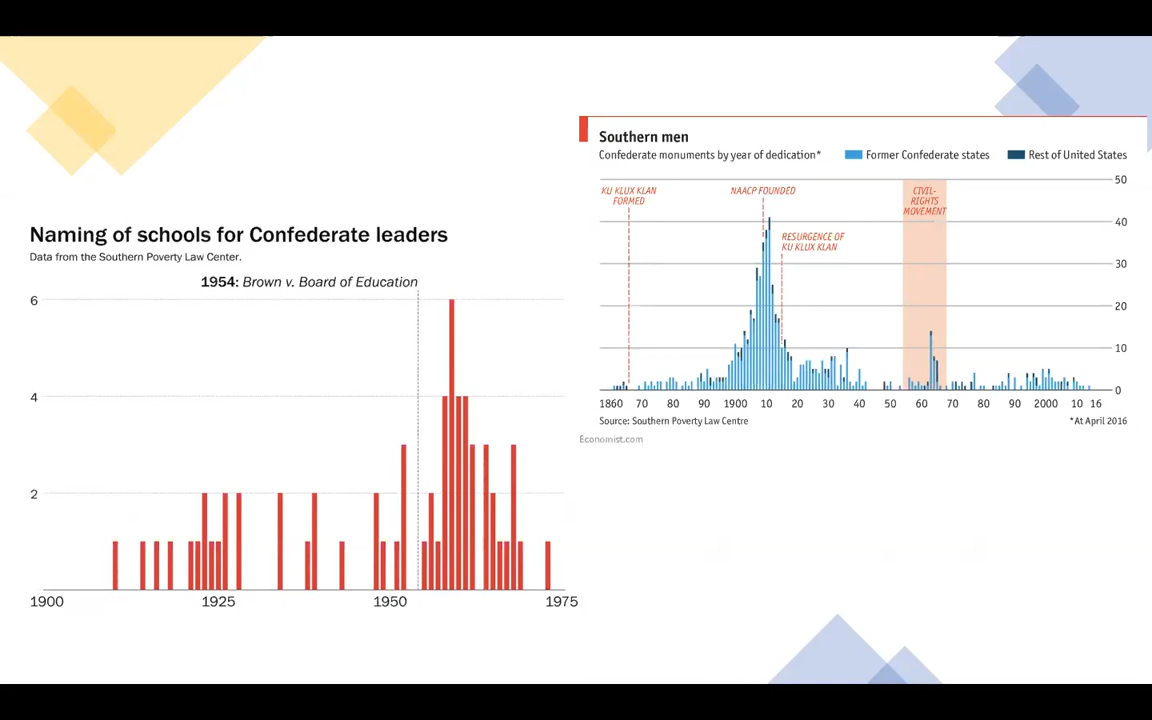 Naming of schools for Confederate leaders
Data from the Southern Poverty Law Center.
1954: Brown v. Board of Education
6
4
2
1900
1925
1950
1975
Southern men
Confederate monuments by year of dedication*
Former Confederate states
Rest of United States
KU KLUX KLAN
FORMED
NAACP FOUNDED
RESURGENCE OF
KU KLUX KLAN
CIVIL-
RIGHTS
MOVEMENT
50
40
30
20
10
0
1860 70 80 90 1900 10 20 30 40 50 60 70 80 90 2000 10 16
Source: Southern Poverty Law Centre
*At April 2016
Economist.com